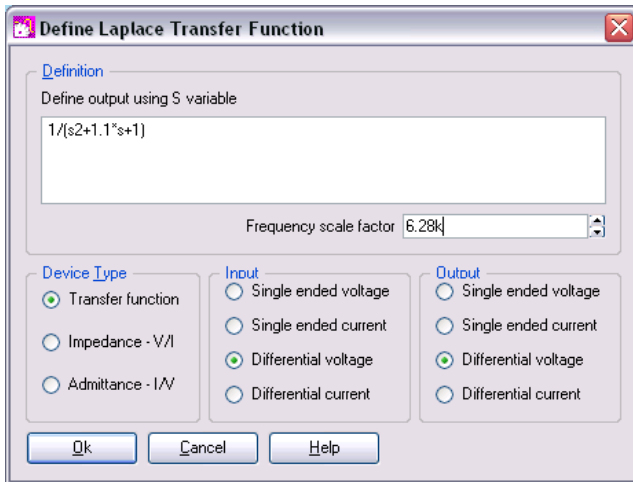 Define Laplace Transfer Function
Definition
Define output using S variable
1/(s2+1.1*s+1)
Frequency scale factor 6.28k
Device Type
Transfer function
Impedance - V/I
Admittance - I/V
Input
Single ended voltage
Single ended current
Differential voltage
Differential current
Output
Single ended voltage
Single ended current
Differential voltage
Differential current
Ok Cancel Help